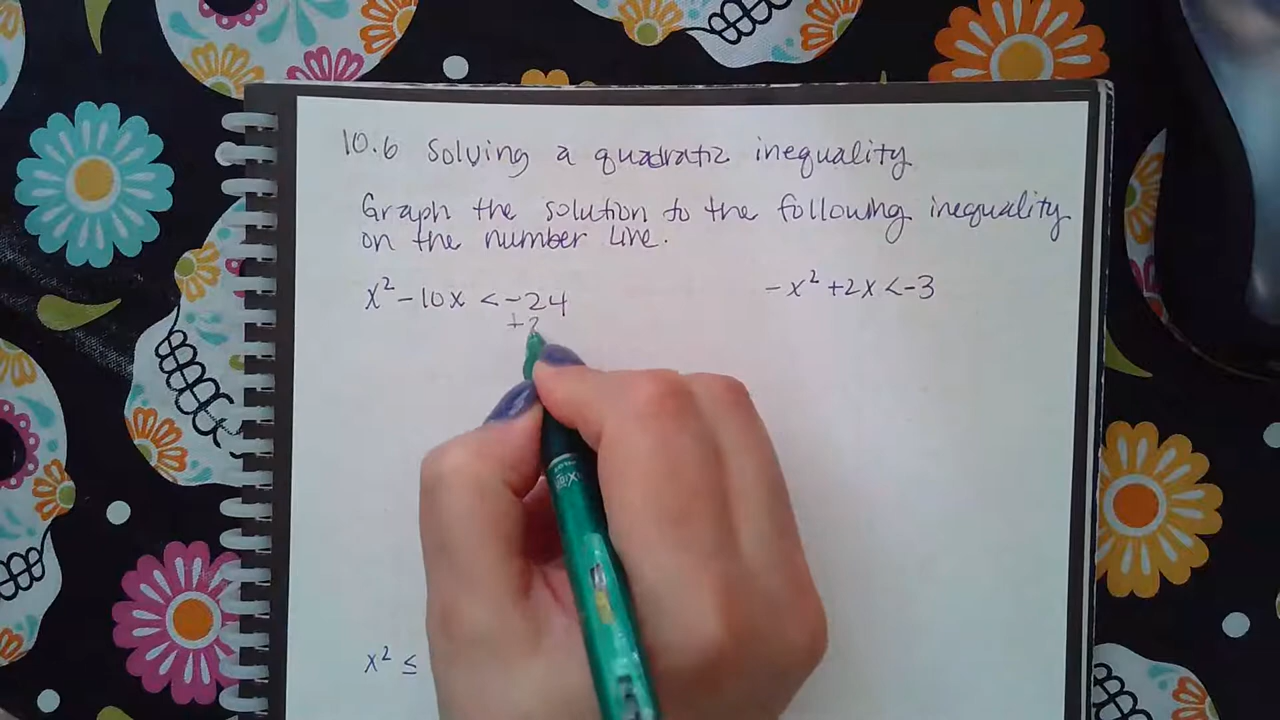 10.6 Solving a quadratic inequality
Graph the solution to the following inequality
on the number line.
x² - 10x < -24
-x² + 2x < -3
+2
x² ≤